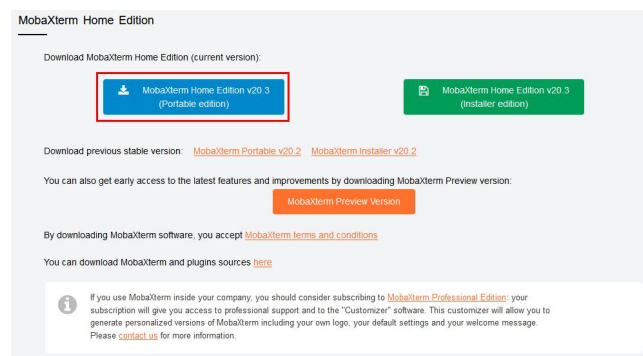 MobaXterm Home Edition
Download MobaXterm Home Edition (current version):
MobaXterm Home Edition v20.3
(Portable edition)
MobaXterm Home Edition v20.3
(Installer edition)
Download previous stable version: MobaXterm Portable v20.2 MobaXterm Installer v20.2
You can also get early access to the latest features and improvements by downloading MobaXterm Preview version:
MobaXterm Preview Version
By downloading MobaXterm software, you accept MobaXterm terms and conditions
You can download MobaXterm and plugins sources here
If you use MobaXterm inside your company, you should consider subscribing to MobaXterm Professional Edition: your
subscription will give you access to professional support and to the "Customizer" software. This customizer will allow you to
generate personalized versions of MobaXterm including your own logo, your default settings and your welcome message.
Please contact us for more information.